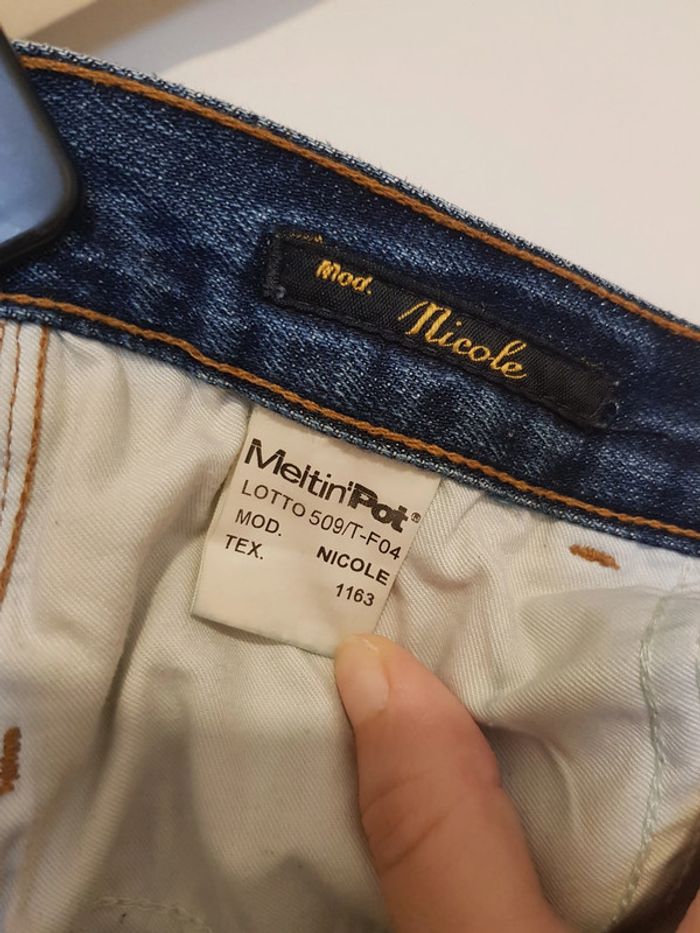 Mod. Nicole
Meltin'Pot®
LOTTO 509/T-F04
MOD. NICOLE
TEX. 1163